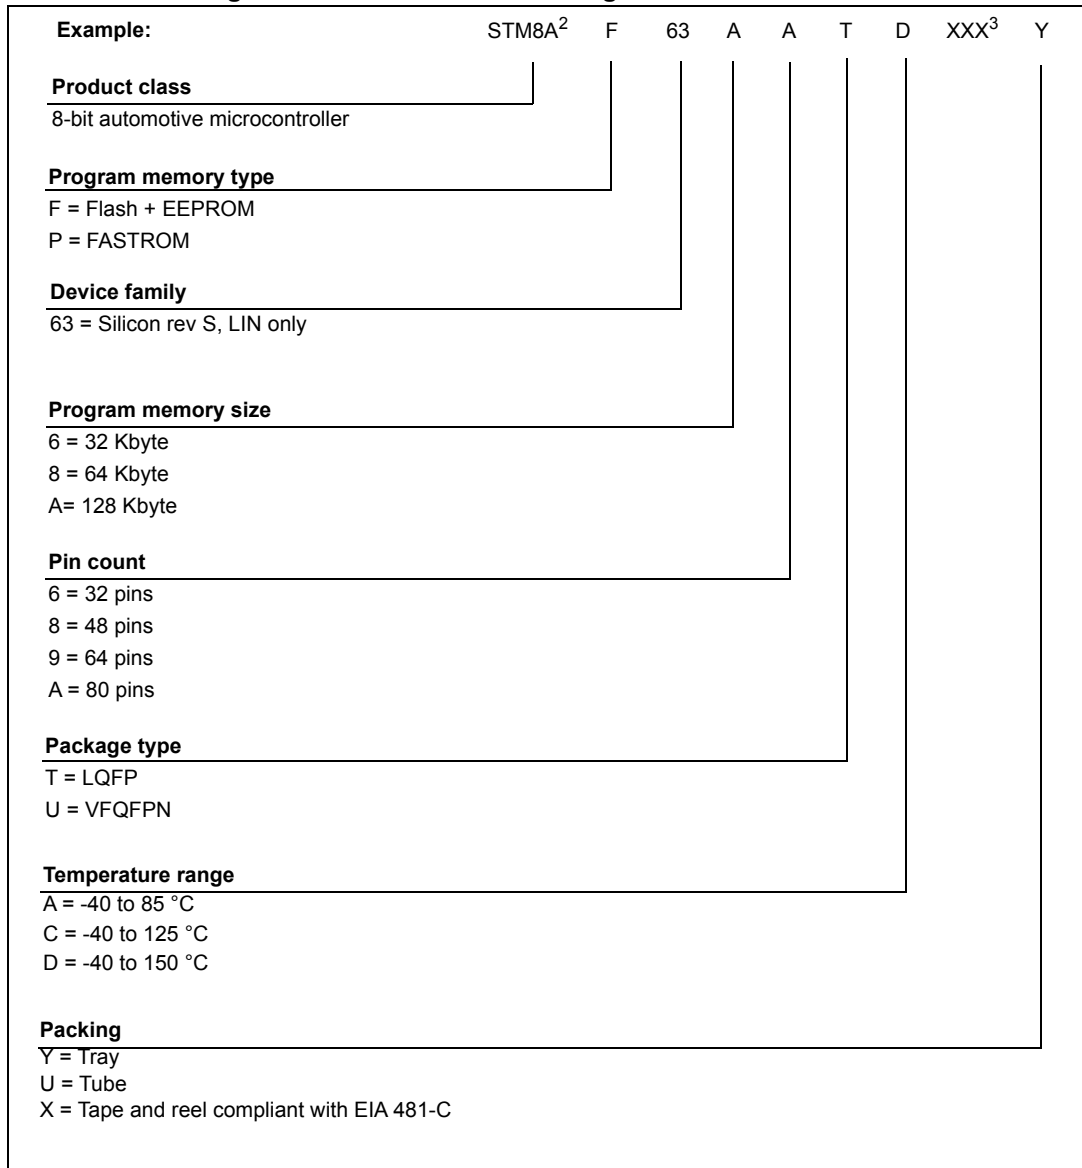 Example: STM8A2 F 63 A A T D XXX3 Y
Product class
8-bit automotive microcontroller
Program memory type
F = Flash + EEPROM
P = FASTROM
Device family
63 = Silicon rev S, LIN only
Program memory size
6 = 32 Kbyte
8 = 64 Kbyte
A= 128 Kbyte
Pin count
6 = 32 pins
8 = 48 pins
9 = 64 pins
A = 80 pins
Package type
T = LQFP
U = VFQFPN
Temperature range
A = -40 to 85 °C
C = -40 to 125 °C
D = -40 to 150 °C
Packing
Y = Tray
U = Tube
X = Tape and reel compliant with EIA 481-C